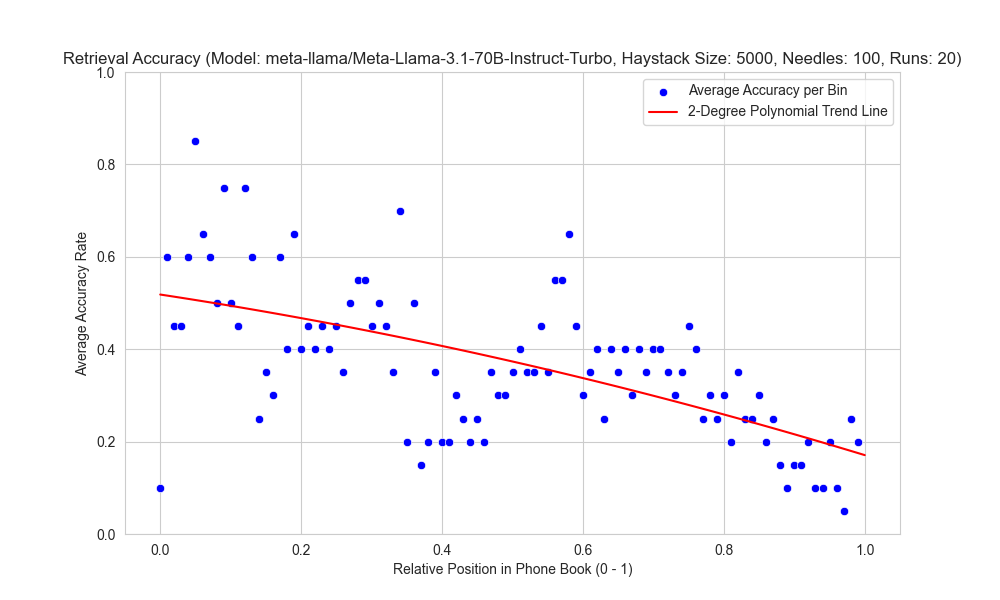 Retrieval Accuracy (Model: meta-llama/Meta-Llama-3.1-70B-Instruct-Turbo, Haystack Size: 5000, Needles: 100, Runs: 20)
1.0
Average Accuracy per Bin
2-Degree Polynomial Trend Line
0.8
0.6
Average Accuracy Rate
0.4
0.2
0.0
0.0 0.2 0.4 0.6 0.8 1.0
Relative Position in Phone Book (0 - 1)